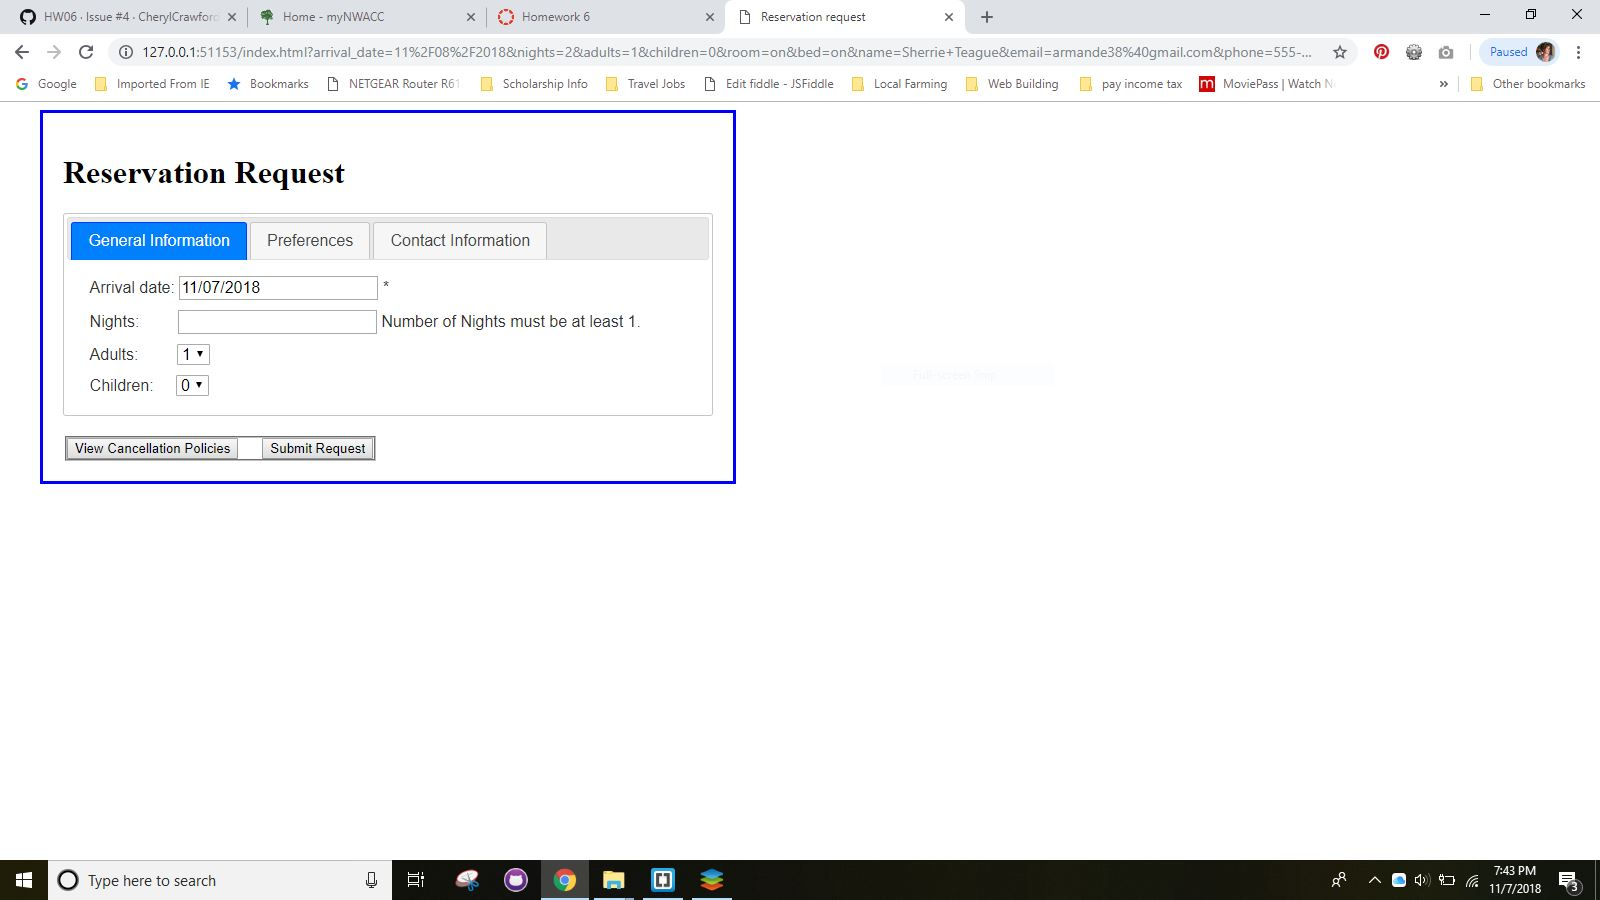 HW06 · Issue #4 · CherylCrawford
Home - myNWACC
Homework 6
Reservation request
127.0.0.1:51153/index.html?arrival_date=11%2F08%2F2018&nights=2&adults=1&children=0&room=on&bed=on&name=Sherrie+Teague&email=armande38%40gmail.com&phone=555-...
Paused
Google
Imported From IE
Bookmarks
NETGEAR Router R61
Scholarship Info
Travel Jobs
Edit fiddle - JSFiddle
Local Farming
Web Building
pay income tax
m
MoviePass | Watch N
»
Other bookmarks
Reservation Request
General Information
Preferences
Contact Information
Arrival date: 11/07/2018 *
Nights: Number of Nights must be at least 1.
Adults: 1
Children: 0
Full-screen Snip
View Cancellation Policies
Submit Request
Type here to search
7:43 PM
11/7/2018
3